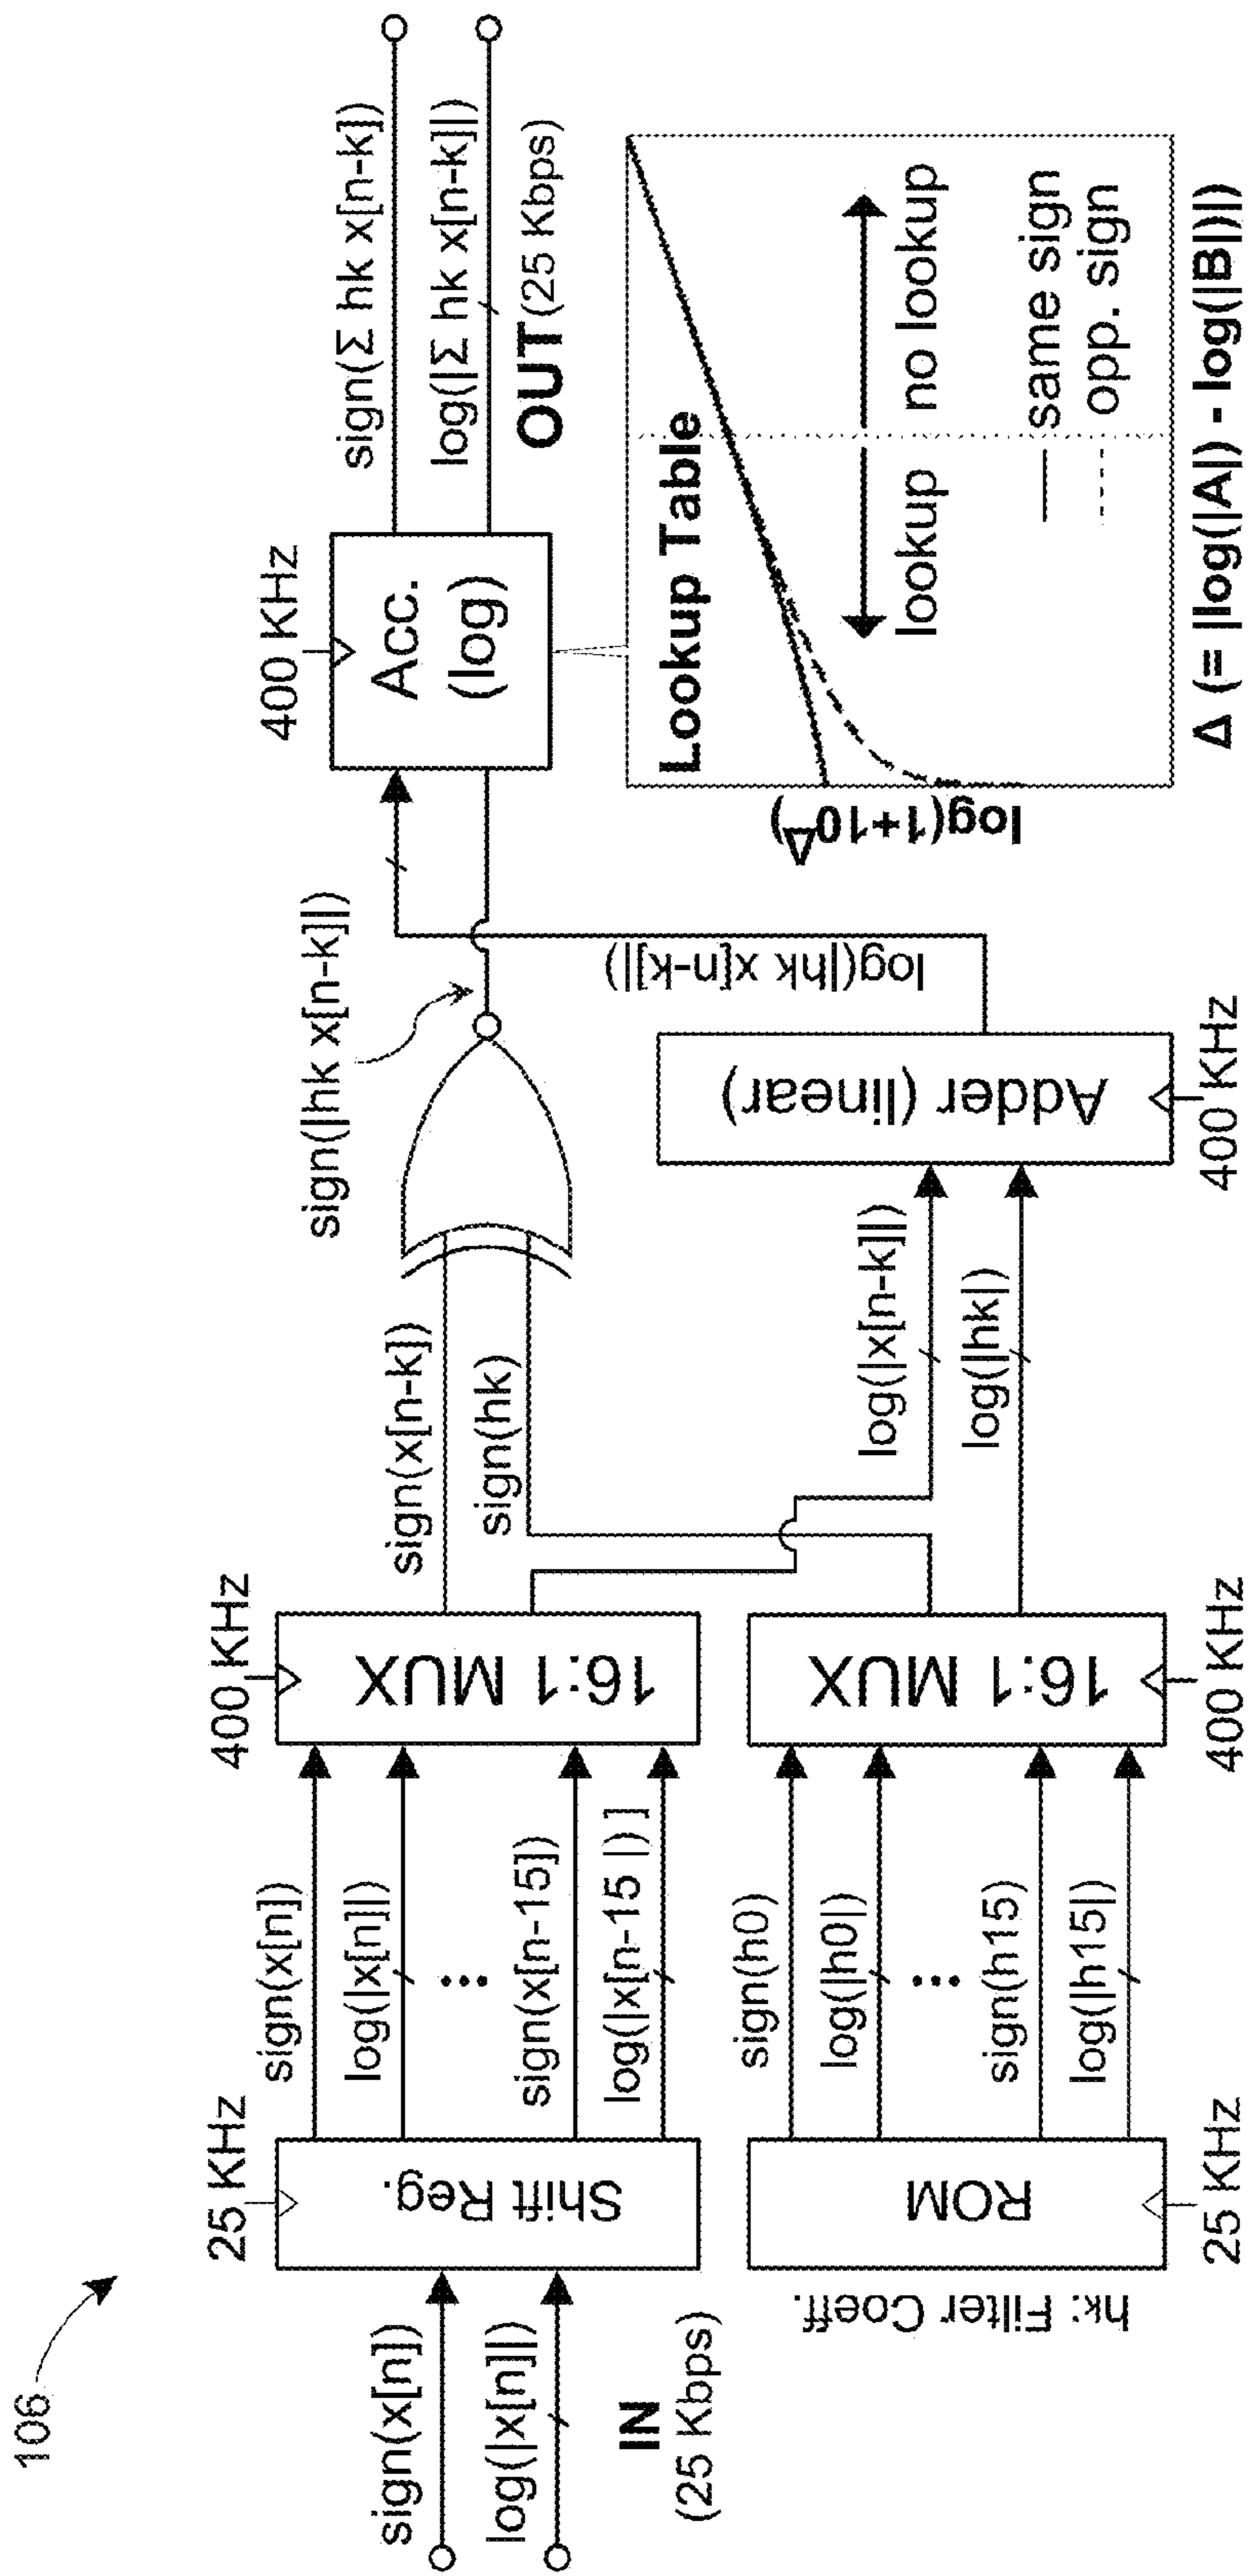 106
sign(x[n])
log(|x[n]|)
IN
(25 Kbps)
25 KHz
Shift Reg.
ROM
25 KHz
hk: Filter Coeff.
sign(x[n])
log(|x[n]|)
...
sign(x[n-15])
log(|x[n-15 |) ]
sign(h0)
log(|h0|)
...
sign(h15)
log(|h15|)
400 KHz
16:1 MUX
16:1 MUX
400 KHz
sign(x[n-k])
sign(hk)
log(|x[n-k]|)
log(|hk|)
sign(|hk x[n-k]|)
Adder (linear)
400 KHz
log(|hk x[n-k]|)
400 KHz
Acc.
(log)
sign(Σ hk x[n-k])
log(|Σ hk x[n-k]|)
OUT (25 Kbps)
Lookup Table
lookup
no lookup
same sign
opp. sign
log(1+10Δ)
Δ (= |log(|A|) - log(|B|)|)